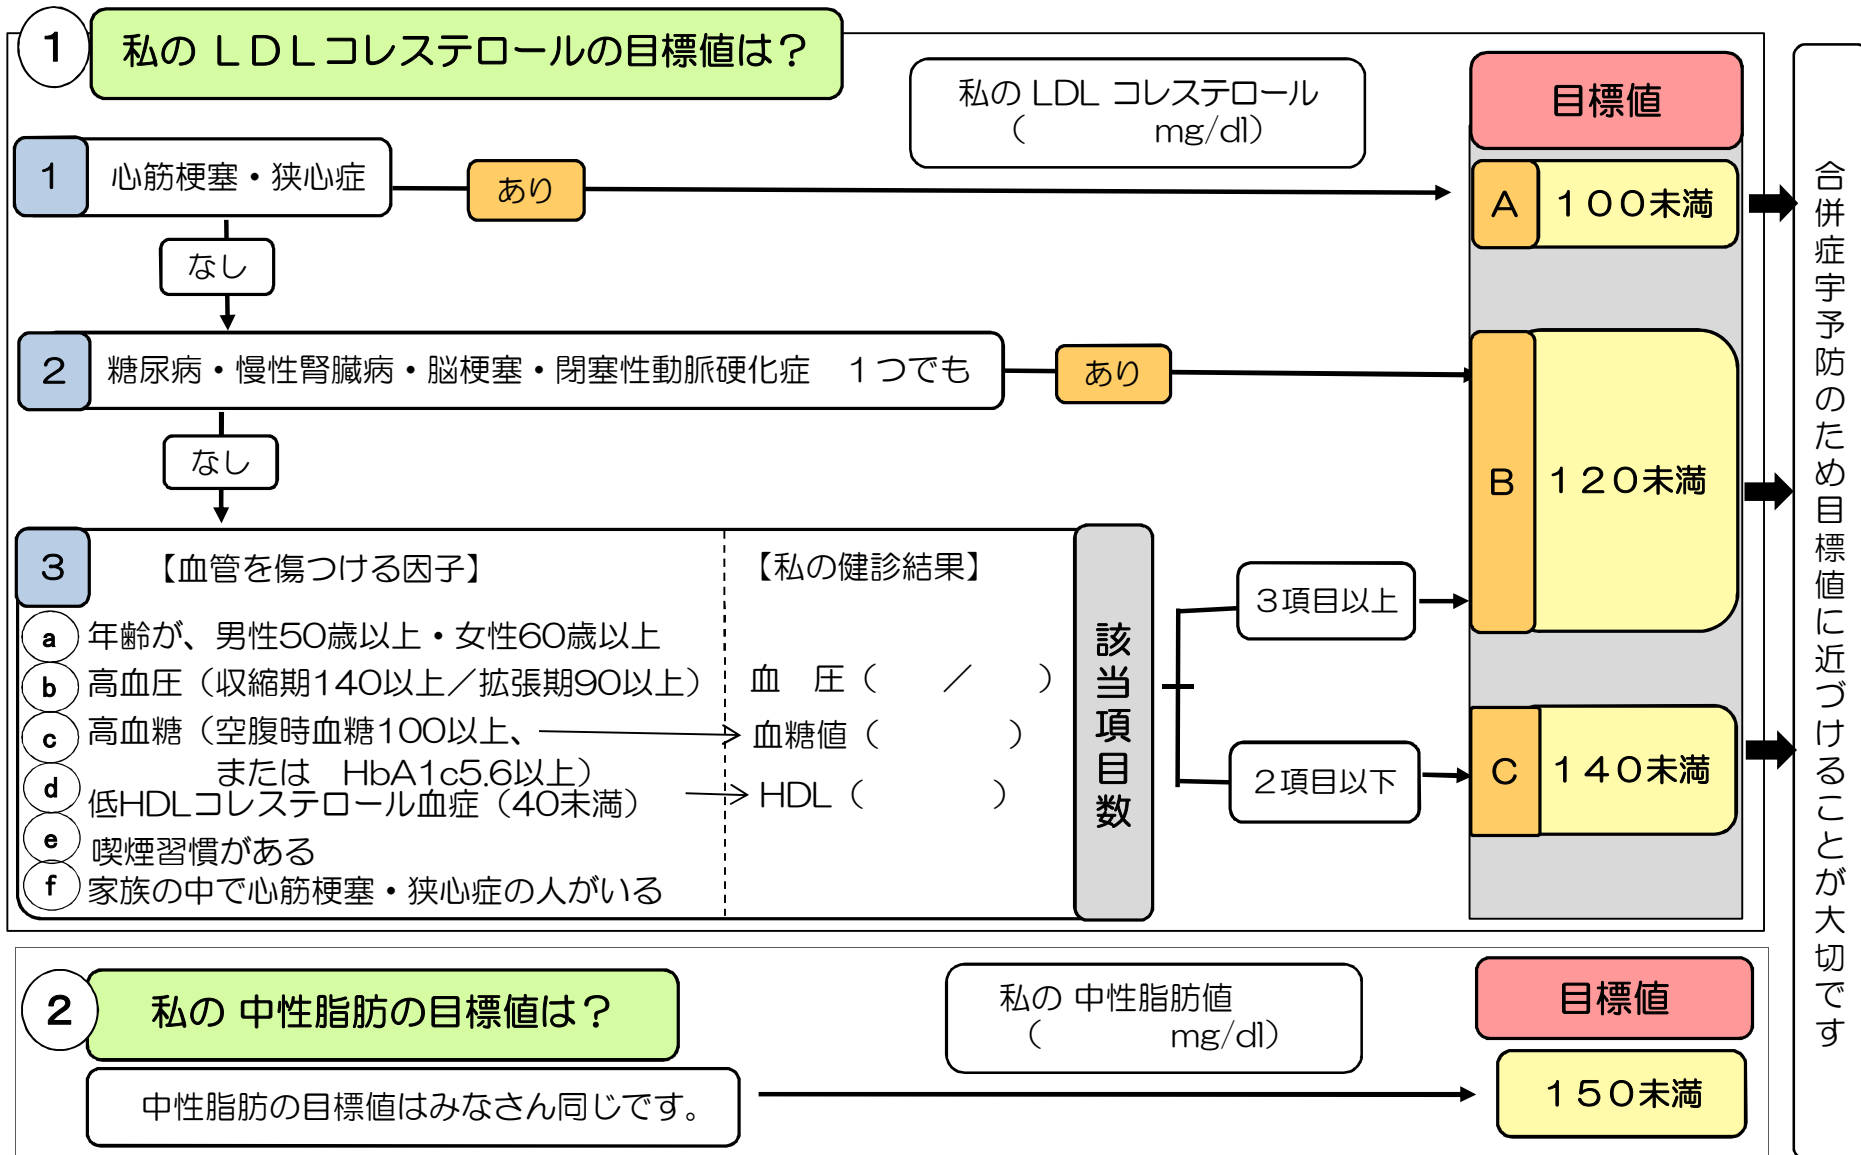 1
私の LDLコレステロールの目標値は？
私の LDL コレステロール
（　　　mg/dl）
目標値
1
心筋梗塞・狭心症
あり
A
100未満
なし
2
糖尿病・慢性腎臓病・脳梗塞・閉塞性動脈硬化症　1つでも
あり
B
120未満
なし
3
【血管を傷つける因子】
【私の健診結果】
a
年齢が、男性50歳以上・女性60歳以上
b
高血圧（収縮期140以上／拡張期90以上）
血　圧（　　／　　）
c
高血糖（空腹時血糖100以上、
血糖値（　　　　）
または　HbA1c5.6以上）
d
低HDLコレステロール血症（40未満）
HDL（　　　　）
e
喫煙習慣がある
f
家族の中で心筋梗塞・狭心症の人がいる
該当項目数
3項目以上
2項目以下
C
140未満
合併症宇予防のため目標値に近づけることが大切です
2
私の 中性脂肪の目標値は？
私の 中性脂肪値
（　　　mg/dl）
目標値
中性脂肪の目標値はみなさん同じです。
150未満